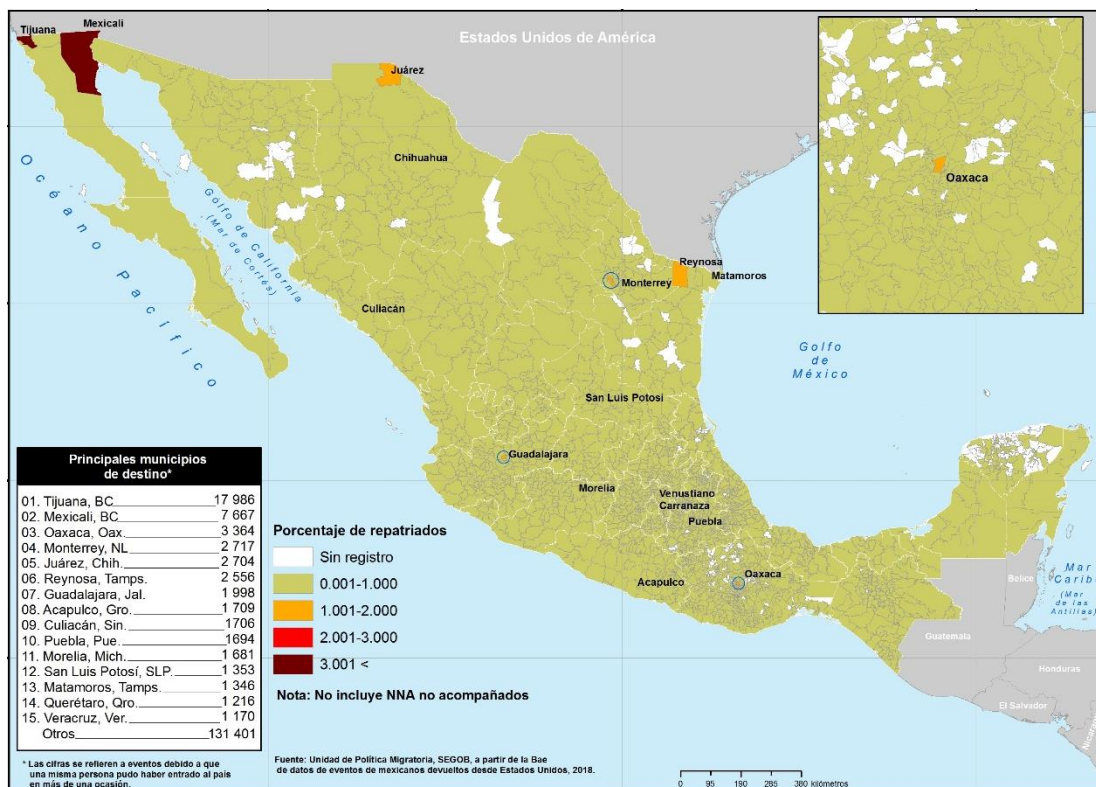 Tijuana
Mexicali
Estados Unidos de América
Juárez
Chihuahua
Océano Pacífico
Golfo de California
(Mar de Cortés)
Culiacán
Reynosa
Monterrey
Matamoros
Golfo
de
México
San Luis Potosí
Guadalajara
Morelia
Venustiano
Carranaza
Puebla
Acapulco
Oaxaca
Oaxaca
Belice
Mar
Caribe
(Mar
de las
Antillas)
Guatemala
Honduras
El Salvador
Nicaragua
Principales municipios
de destino*
01. Tijuana, BC 17 986
02. Mexicali, BC 7 667
03. Oaxaca, Oax. 3 364
04. Monterrey, NL 2 717
05. Juárez, Chih. 2 704
06. Reynosa, Tamps. 2 556
07. Guadalajara, Jal. 1 998
08. Acapulco, Gro. 1 709
09. Culiacán, Sin. 1706
10. Puebla, Pue. 1694
11. Morelia, Mich. 1 681
12. San Luis Potosí, SLP. 1 353
13. Matamoros, Tamps. 1 346
14. Querétaro, Qro. 1 216
15. Veracruz, Ver. 1 170
Otros 131 401
* Las cifras se refieren a eventos debido a que
una misma persona pudo haber entrado al país
en más de una ocasión.
Porcentaje de repatriados
Sin registro
0.001-1.000
1.001-2.000
2.001-3.000
3.001 <
Nota: No incluye NNA no acompañados
Fuente: Unidad de Política Migratoria, SEGOB, a partir de la Bae
de datos de eventos de mexicanos devueltos desde Estados Unidos, 2018.
0 95 190 285 380 kilómetros